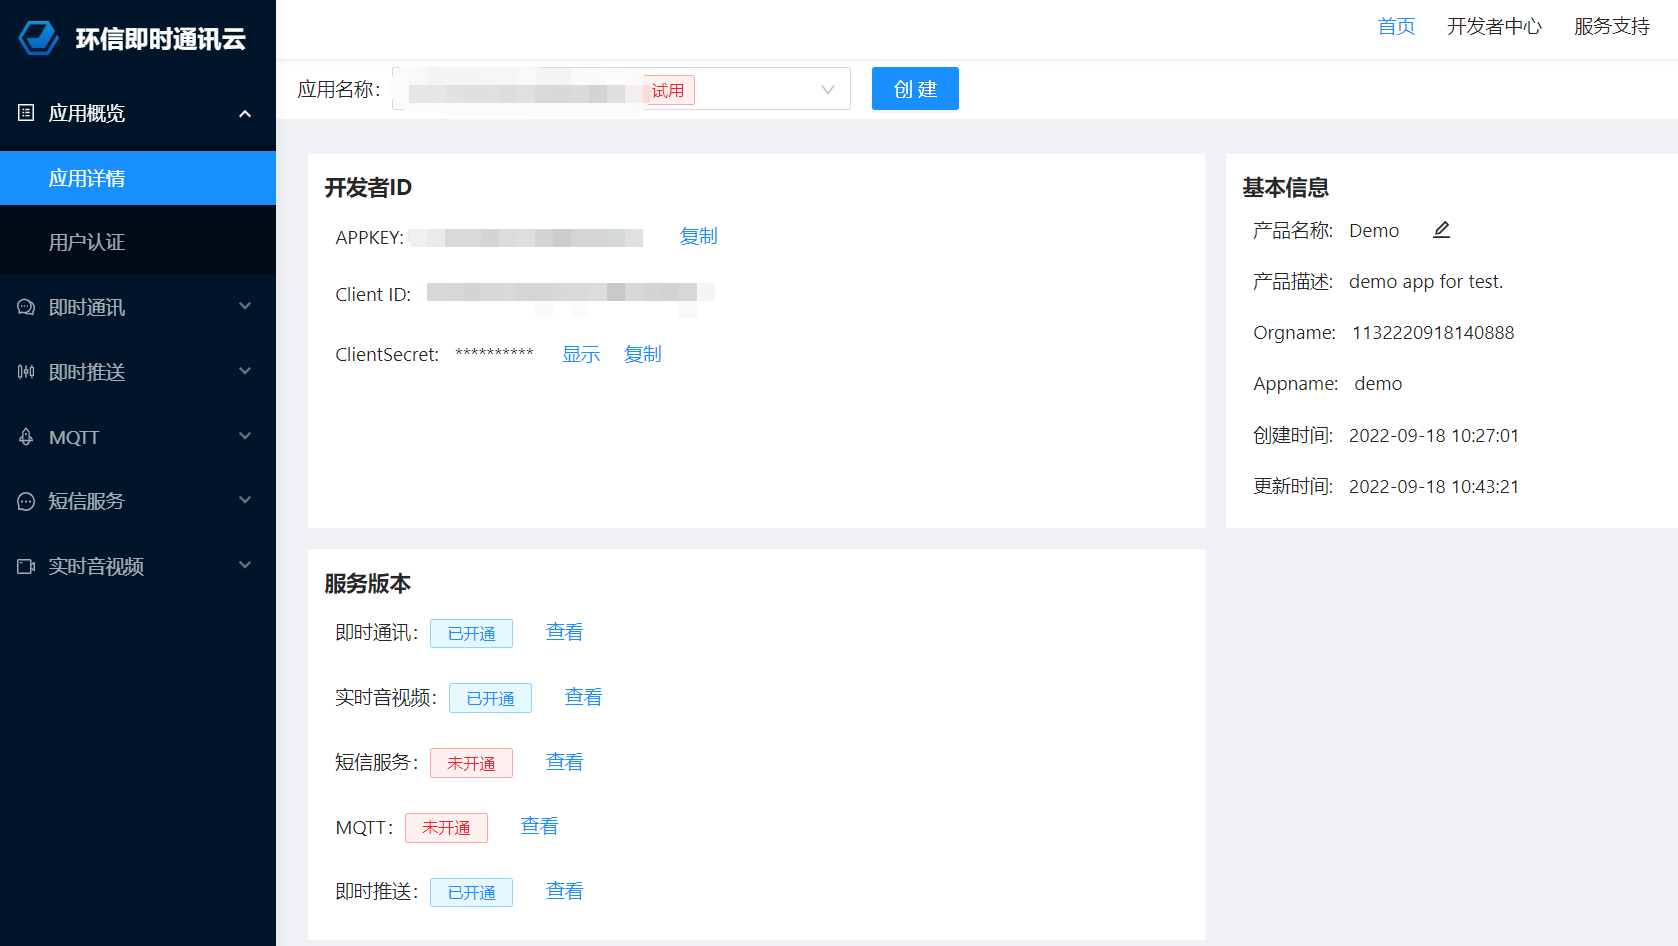 环信即时通讯云
首页 开发者中心 服务支持
应用名称： 试用 创建
应用概览
应用详情
用户认证
即时通讯
即时推送
MQTT
短信服务
实时音视频
开发者ID
APPKEY: 复制
Client ID:
ClientSecret: ********** 显示 复制
基本信息
产品名称: Demo
产品描述: demo app for test.
Orgname: 1132220918140888
Appname: demo
创建时间: 2022-09-18 10:27:01
更新时间: 2022-09-18 10:43:21
服务版本
即时通讯： 已开通 查看
实时音视频： 已开通 查看
短信服务： 未开通 查看
MQTT： 未开通 查看
即时推送： 已开通 查看